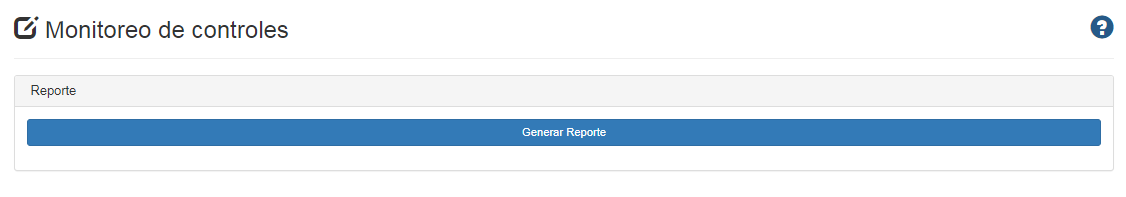 Monitoreo de controles
Reporte
Generar Reporte